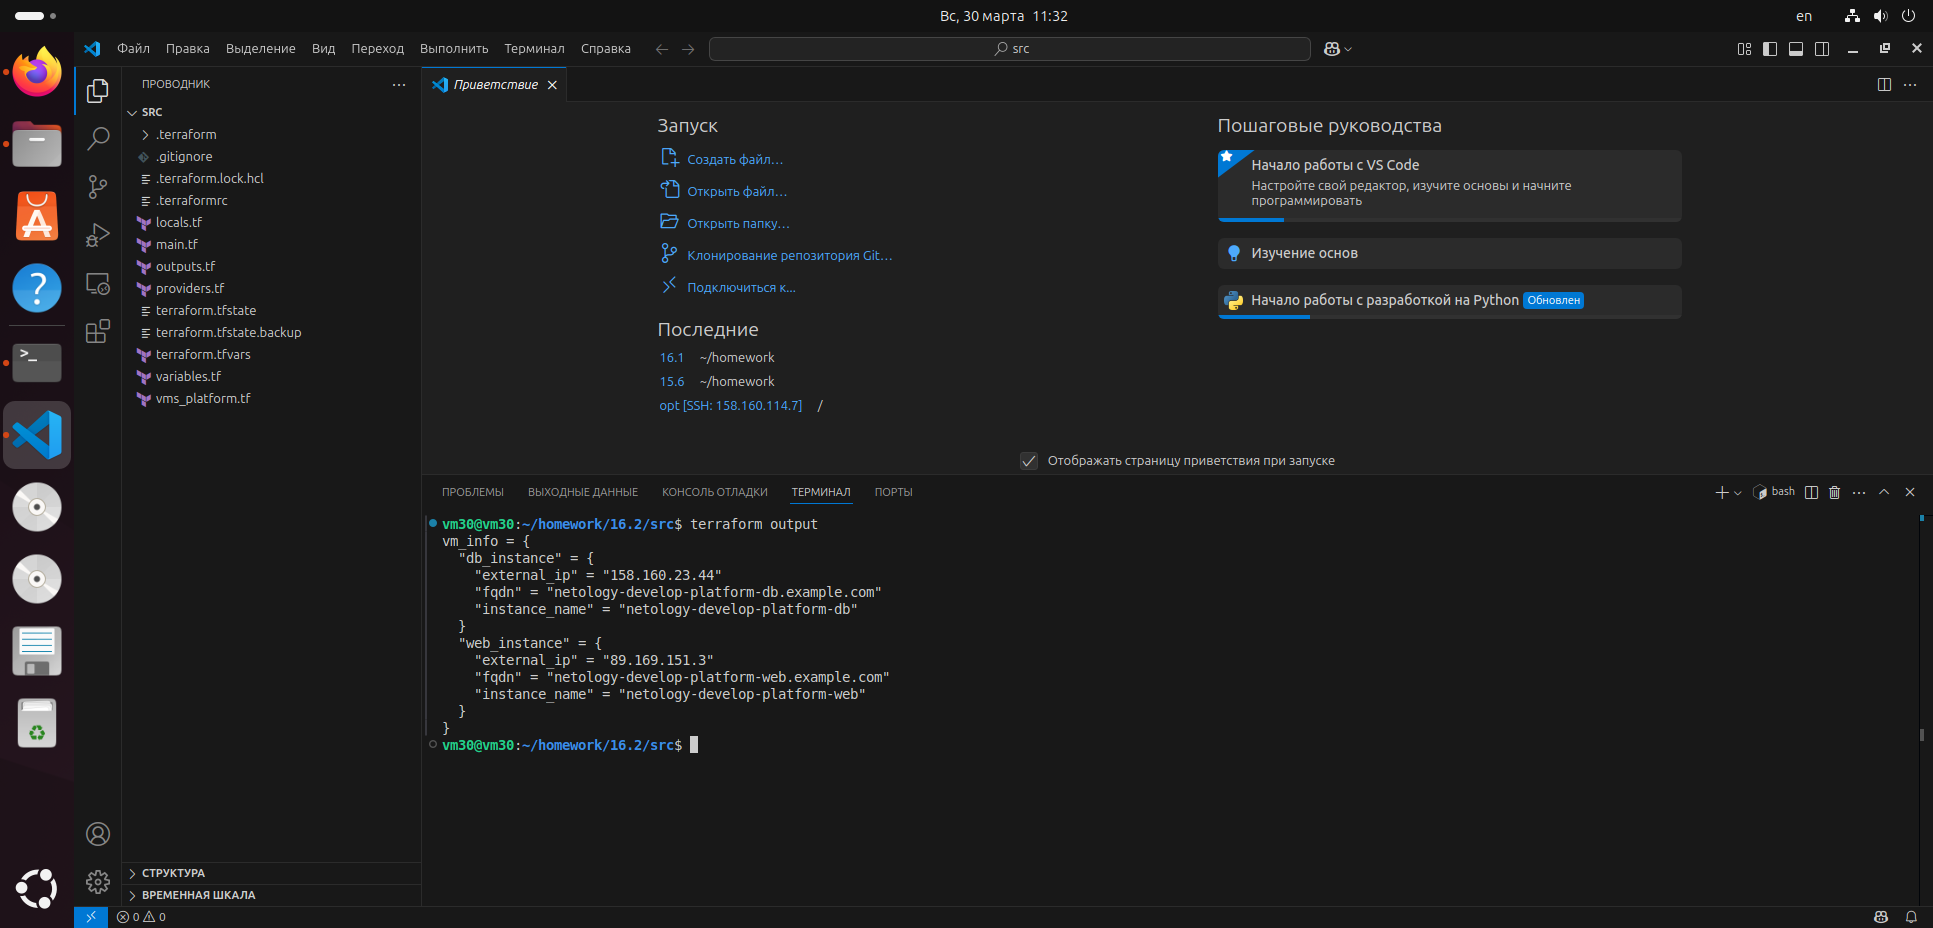 Вс, 30 марта 11:32
en
Файл Правка Выделение Вид Переход Выполнить Терминал Справка
src
ПРОВОДНИК
Приветствие
SRC
.terraform
.gitignore
.terraform.lock.hcl
.terraformrc
locals.tf
main.tf
outputs.tf
providers.tf
terraform.tfstate
terraform.tfstate.backup
terraform.tfvars
variables.tf
vms_platform.tf
Запуск
Создать файл...
Открыть файл...
Открыть папку...
Клонирование репозитория Git...
Подключиться к...
Последние
16.1 ~/homework
15.6 ~/homework
opt [SSH: 158.160.114.7] /
Пошаговые руководства
Начало работы с VS Code
Настройте свой редактор, изучите основы и начните
программировать
Изучение основ
Начало работы с разработкой на Python Обновлен
Отображать страницу приветствия при запуске
ПРОБЛЕМЫ ВЫХОДНЫЕ ДАННЫЕ КОНСОЛЬ ОТЛАДКИ ТЕРМИНАЛ ПОРТЫ
bash
vm30@vm30:~/homework/16.2/src$ terraform output
vm_info = {
  "db_instance" = {
    "external_ip" = "158.160.23.44"
    "fqdn" = "netology-develop-platform-db.example.com"
    "instance_name" = "netology-develop-platform-db"
  }
  "web_instance" = {
    "external_ip" = "89.169.151.3"
    "fqdn" = "netology-develop-platform-web.example.com"
    "instance_name" = "netology-develop-platform-web"
  }
}
vm30@vm30:~/homework/16.2/src$
СТРУКТУРА
ВРЕМЕННАЯ ШКАЛА
0 0